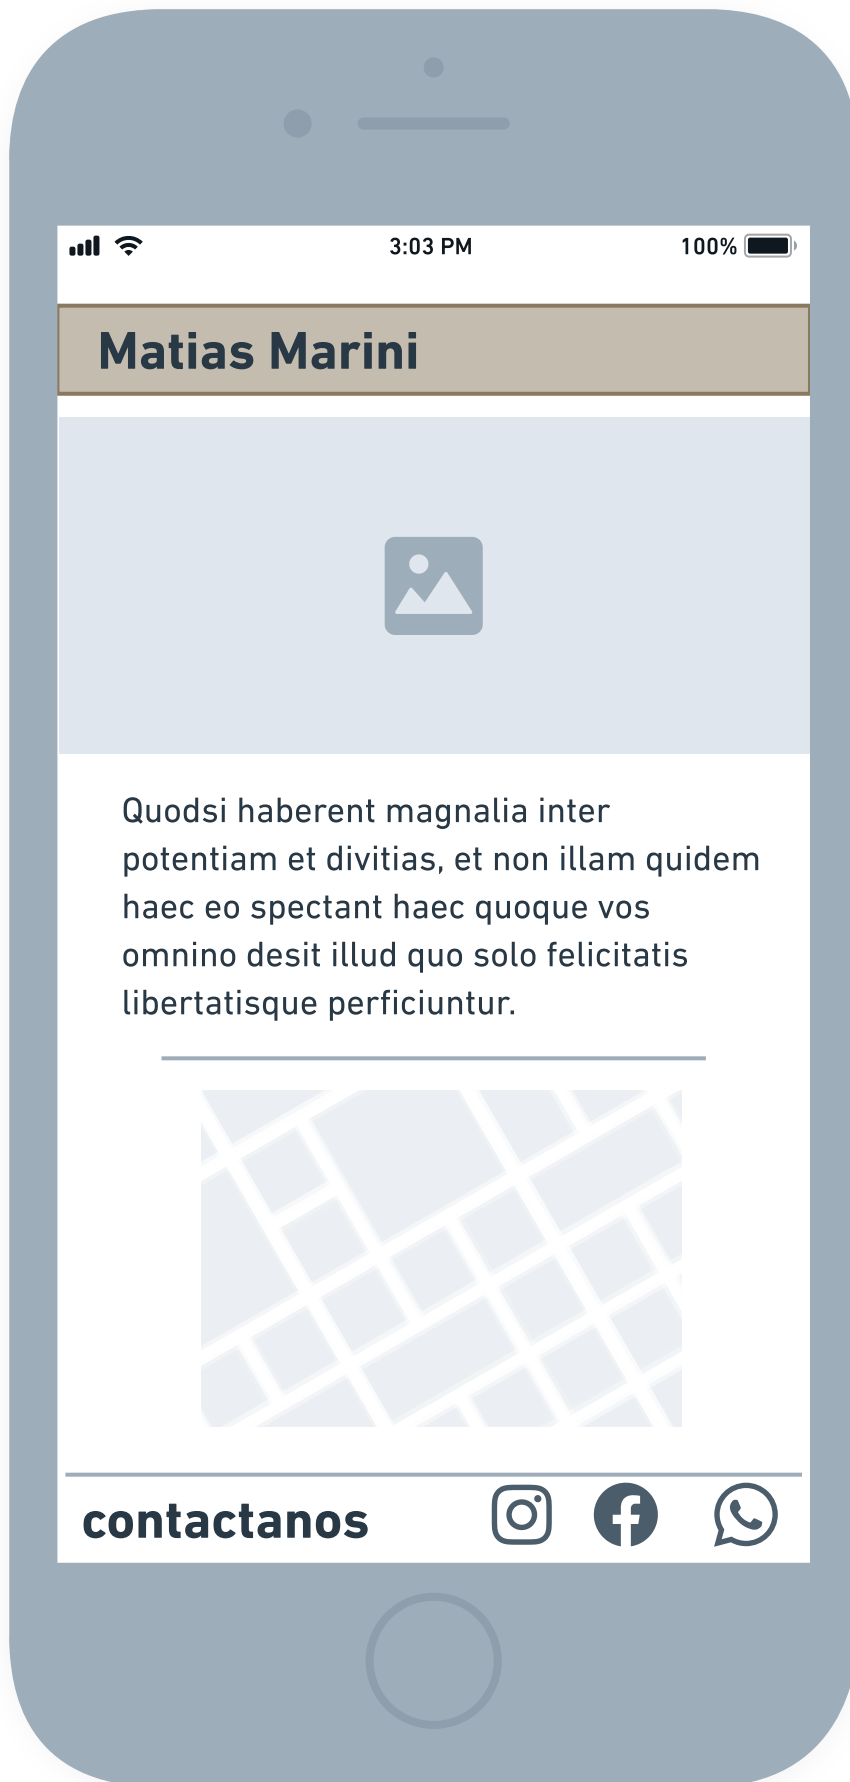 3:03 PM
100%
Matias Marini
Quodsi haberent magnalia inter
potentiam et divitias, et non illam quidem
haec eo spectant haec quoque vos
omnino desit illud quo solo felicitatis
libertatisque perficiuntur.
contactanos